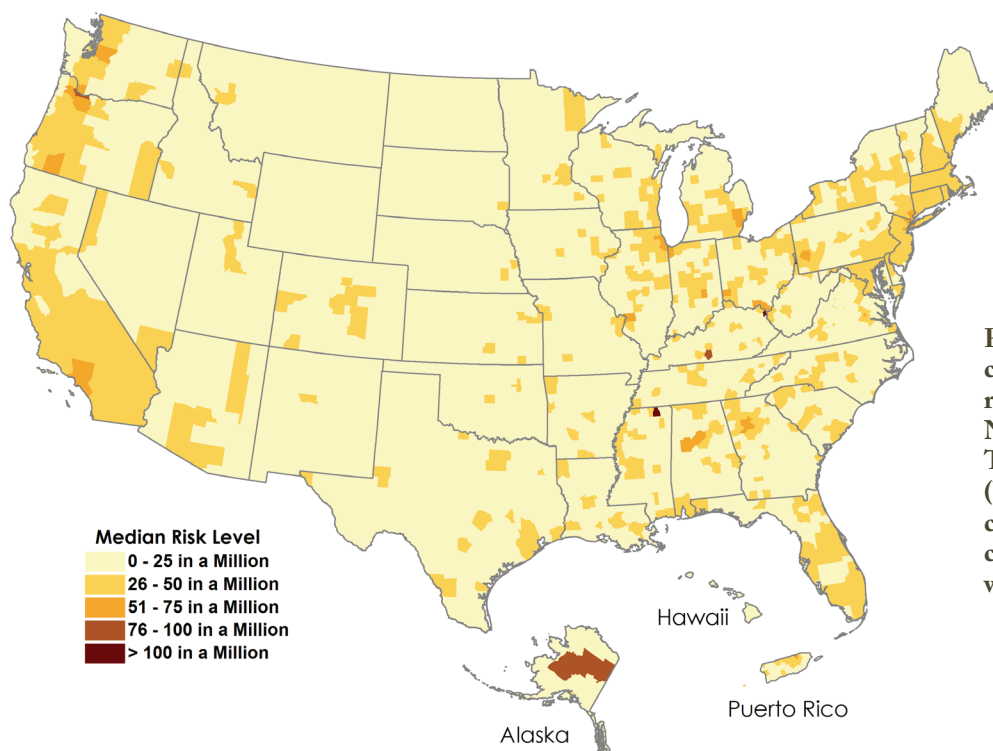 Median Risk Level
0 - 25 in a Million
26 - 50 in a Million
51 - 75 in a Million
76 - 100 in a Million
> 100 in a Million
Hawaii
Alaska
Puerto Rico